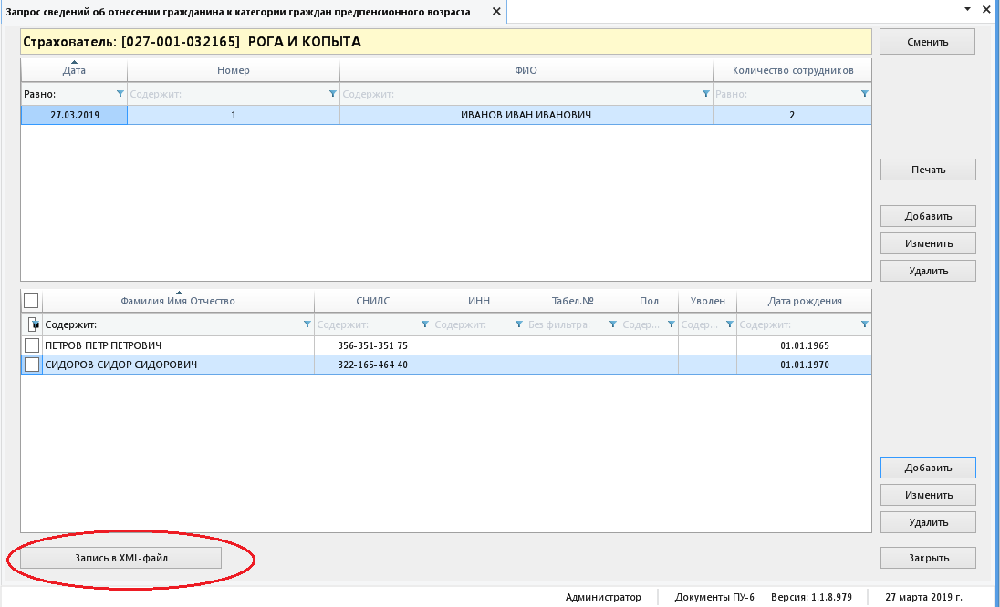 Запрос сведений об отнесении гражданина к категории граждан предпенсионного возраста
Страхователь: [027-001-032165] РОГА И КОПЫТА
Сменить
Дата Номер ФИО Количество сотрудников
Равно: Содержит: Содержит: Равно:
27.03.2019 1 ИВАНОВ ИВАН ИВАНОВИЧ 2
Печать
Добавить
Изменить
Удалить
Фамилия Имя Отчество СНИЛС ИНН Табел.№ Пол Уволен Дата рождения
Содержит: Содержит: Содержит: Без фильтра: Содер... Содер... Содержит:
ПЕТРОВ ПЕТР ПЕТРОВИЧ 356-351-351 75 01.01.1965
СИДОРОВ СИДОР СИДОРОВИЧ 322-165-464 40 01.01.1970
Добавить
Изменить
Удалить
Запись в XML-файл Закрыть
Администратор Документы ПУ-6 Версия: 1.1.8.979 27 марта 2019 г.